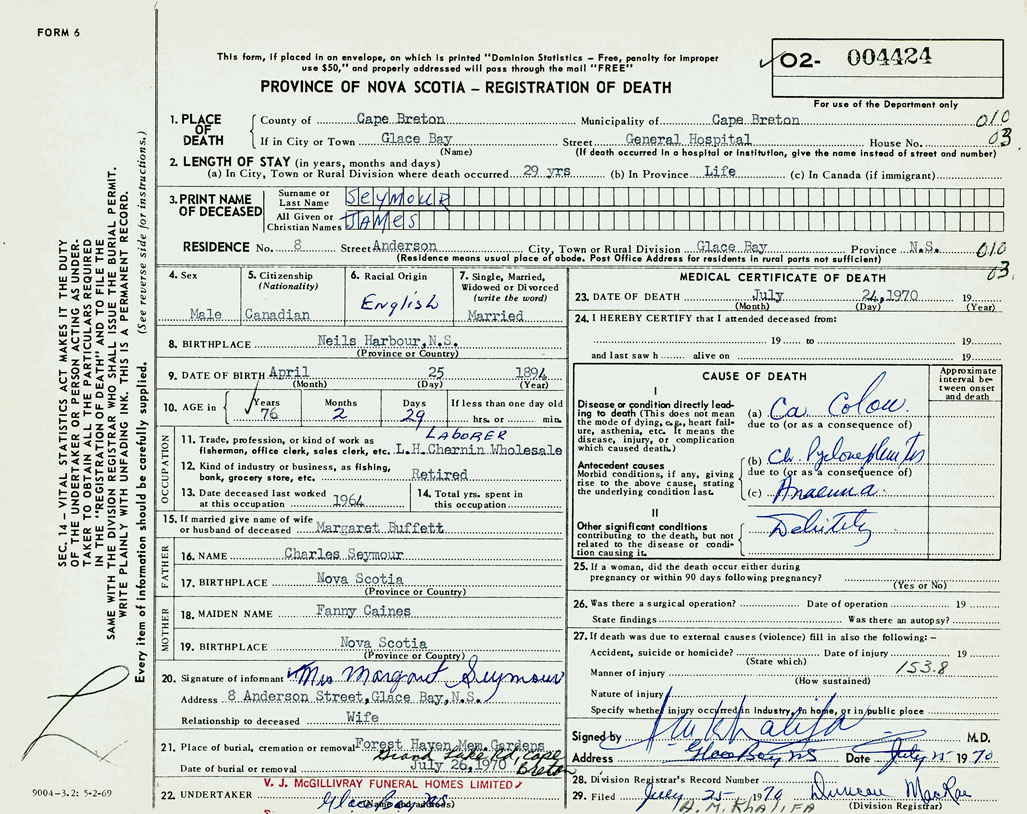 FORM 6
This form, if placed in an envelope, on which is printed "Dominion Statistics – Free, penalty for improper
use $50," and properly addressed will pass through the mail "FREE"
PROVINCE OF NOVA SCOTIA – REGISTRATION OF DEATH
O2- 004424
For use of the Department only
SEC. 14 – VITAL STATISTICS ACT MAKES IT THE DUTY
OF THE UNDERTAKER OR PERSON ACTING AS UNDER-
TAKER TO OBTAIN ALL THE PARTICULARS REQUIRED
IN THE "REGISTRATION OF DEATH" AND TO FILE THE
SAME WITH THE DIVISION REGISTRAR WHO SHALL ISSUE THE BURIAL PERMIT.
WRITE PLAINLY WITH UNFADING INK. THIS IS A PERMANENT RECORD.
Every item of information should be carefully supplied. (See reverse side for instructions.)
9004-3.2: 5-2-69
1. PLACE OF DEATH
County of Cape Breton Municipality of Cape Breton 010
If in City or Town Glace Bay Street General Hospital House No. 03
(Name) (If death occurred in a hospital or institution, give the name instead of street and number)
2. LENGTH OF STAY (in years, months and days)
(a) In City, Town or Rural Division where death occurred 29 yrs (b) In Province Life (c) In Canada (if immigrant)
3. PRINT NAME OF DECEASED
Surname or Last Name SEYMOUR
All Given or Christian Names JAMES
RESIDENCE No. 8 Street Anderson City, Town or Rural Division Glace Bay Province N.S. 010
(Residence means usual place of abode. Post Office Address for residents in rural parts not sufficient) 03
4. Sex
Male
5. Citizenship
(Nationality)
Canadian
6. Racial Origin
English
7. Single, Married,
Widowed or Divorced
(write the word)
Married
8. BIRTHPLACE Neils Harbour, N.S.
(Province or Country)
9. DATE OF BIRTH April 25 1894
(Month) (Day) (Year)
10. AGE in
Years Months Days If less than one day old
76 2 29 hrs. or min.
OCCUPATION
LABORER
11. Trade, profession, or kind of work as
fisherman, office clerk, sales clerk, etc. L.H. Chernin Wholesale
12. Kind of industry or business, as fishing,
bank, grocery store, etc. Retired
13. Date deceased last worked
at this occupation 1964
14. Total yrs. spent in
this occupation
15. If married give name of wife
or husband of deceased Margaret Buffett
FATHER
16. NAME Charles Seymour
17. BIRTHPLACE Nova Scotia
(Province or Country)
MOTHER
18. MAIDEN NAME Fanny Caines
19. BIRTHPLACE Nova Scotia
(Province or Country)
20. Signature of informant Mrs Margaret Seymour
Address 8 Anderson Street, Glace Bay, N.S.
Relationship to deceased Wife
21. Place of burial, cremation or removal Forest Haven Mem. Gardens
Grand Lake Rd, Cape Breton
Date of burial or removal July 26, 1970
V. J. McGILLIVRAY FUNERAL HOMES LIMITED
22. UNDERTAKER Glace Bay NS
(Name and address)
MEDICAL CERTIFICATE OF DEATH 03.
23. DATE OF DEATH July 24, 1970 19
(Month) (Day) (Year)
24. I HEREBY CERTIFY that I attended deceased from:
19 to 19
and last saw h alive on 19
CAUSE OF DEATH
Approximate
interval be-
tween onset
and death
I
Disease or condition directly lead-
ing to death (This does not mean
the mode of dying, e.g., heart fail-
ure, asthenia, etc. It means the
disease, injury, or complication
which caused death.)
(a) Ca Colon.
due to (or as a consequence of)
Antecedent causes
Morbid conditions, if any, giving
rise to the above cause, stating
the underlying condition last.
(b) Ch. Pyelonephritis
due to (or as a consequence of)
(c) Anaemia.
II
Other significant conditions
contributing to the death, but not
related to the disease or condi-
tion causing it.
Debility
25. If a woman, did the death occur either during
pregnancy or within 90 days following pregnancy?
(Yes or No)
26. Was there a surgical operation? Date of operation 19
State findings Was there an autopsy?
27. If death was due to external causes (violence) fill in also the following: –
Accident, suicide or homicide? Date of injury 19
(State which)
Manner of injury 153.8
(How sustained)
Nature of injury
Specify whether injury occurred in industry, in home, or in public place
Signed by H M Khalifa M.D.
Address Glace Bay, NS Date July 25 1970
28. Division Registrar's Record Number
29. Filed July 25 1970 Duncan MacRae
H. M. KHALIFA (Division Registrar)